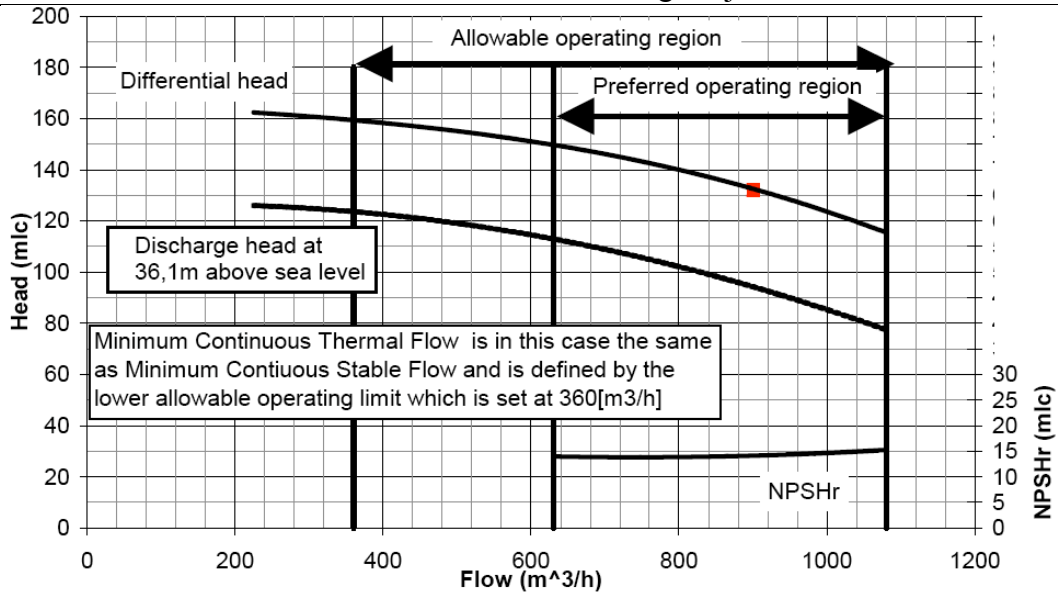 200
180
160
140
120
100
80
60
40
20
0
Head (mlc)
Allowable operating region
Differential head
Preferred operating region
Discharge head at
36,1m above sea level
Minimum Continuous Thermal Flow is in this case the same
as Minimum Contiuous Stable Flow and is defined by the
lower allowable operating limit which is set at 360[m3/h]
NPSHr
30
25
20
15
10
5
0
NPSHr (mlc)
0 200 400 600 800 1000 1200
Flow (m^3/h)